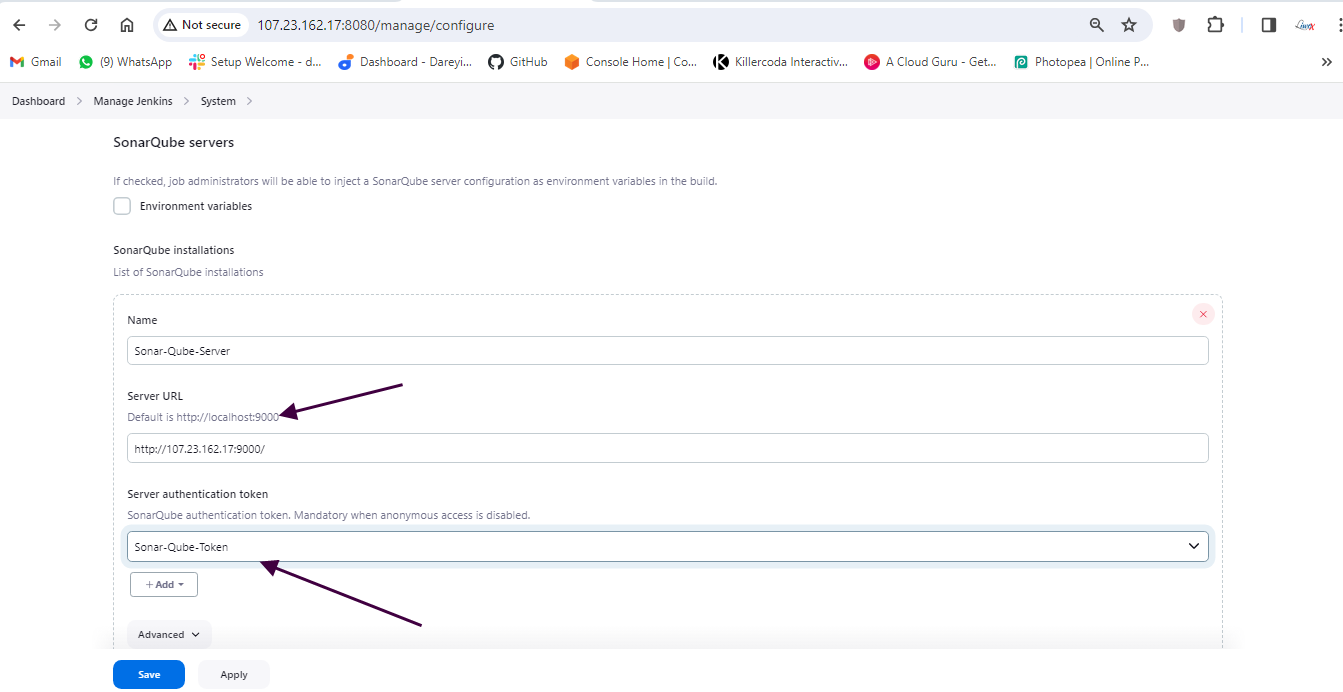 Not secure 107.23.162.17:8080/manage/configure
Gmail (9) WhatsApp Setup Welcome - d... Dashboard - Dareyi... GitHub Console Home | Co... Killercoda Interactiv... A Cloud Guru - Get... Photopea | Online P...
Dashboard Manage Jenkins System
SonarQube servers
If checked, job administrators will be able to inject a SonarQube server configuration as environment variables in the build.
Environment variables
SonarQube installations
List of SonarQube installations
Name
Sonar-Qube-Server
Server URL
Default is http://localhost:9000
http://107.23.162.17:9000/
Server authentication token
SonarQube authentication token. Mandatory when anonymous access is disabled.
Sonar-Qube-Token
+ Add
Advanced
Save Apply